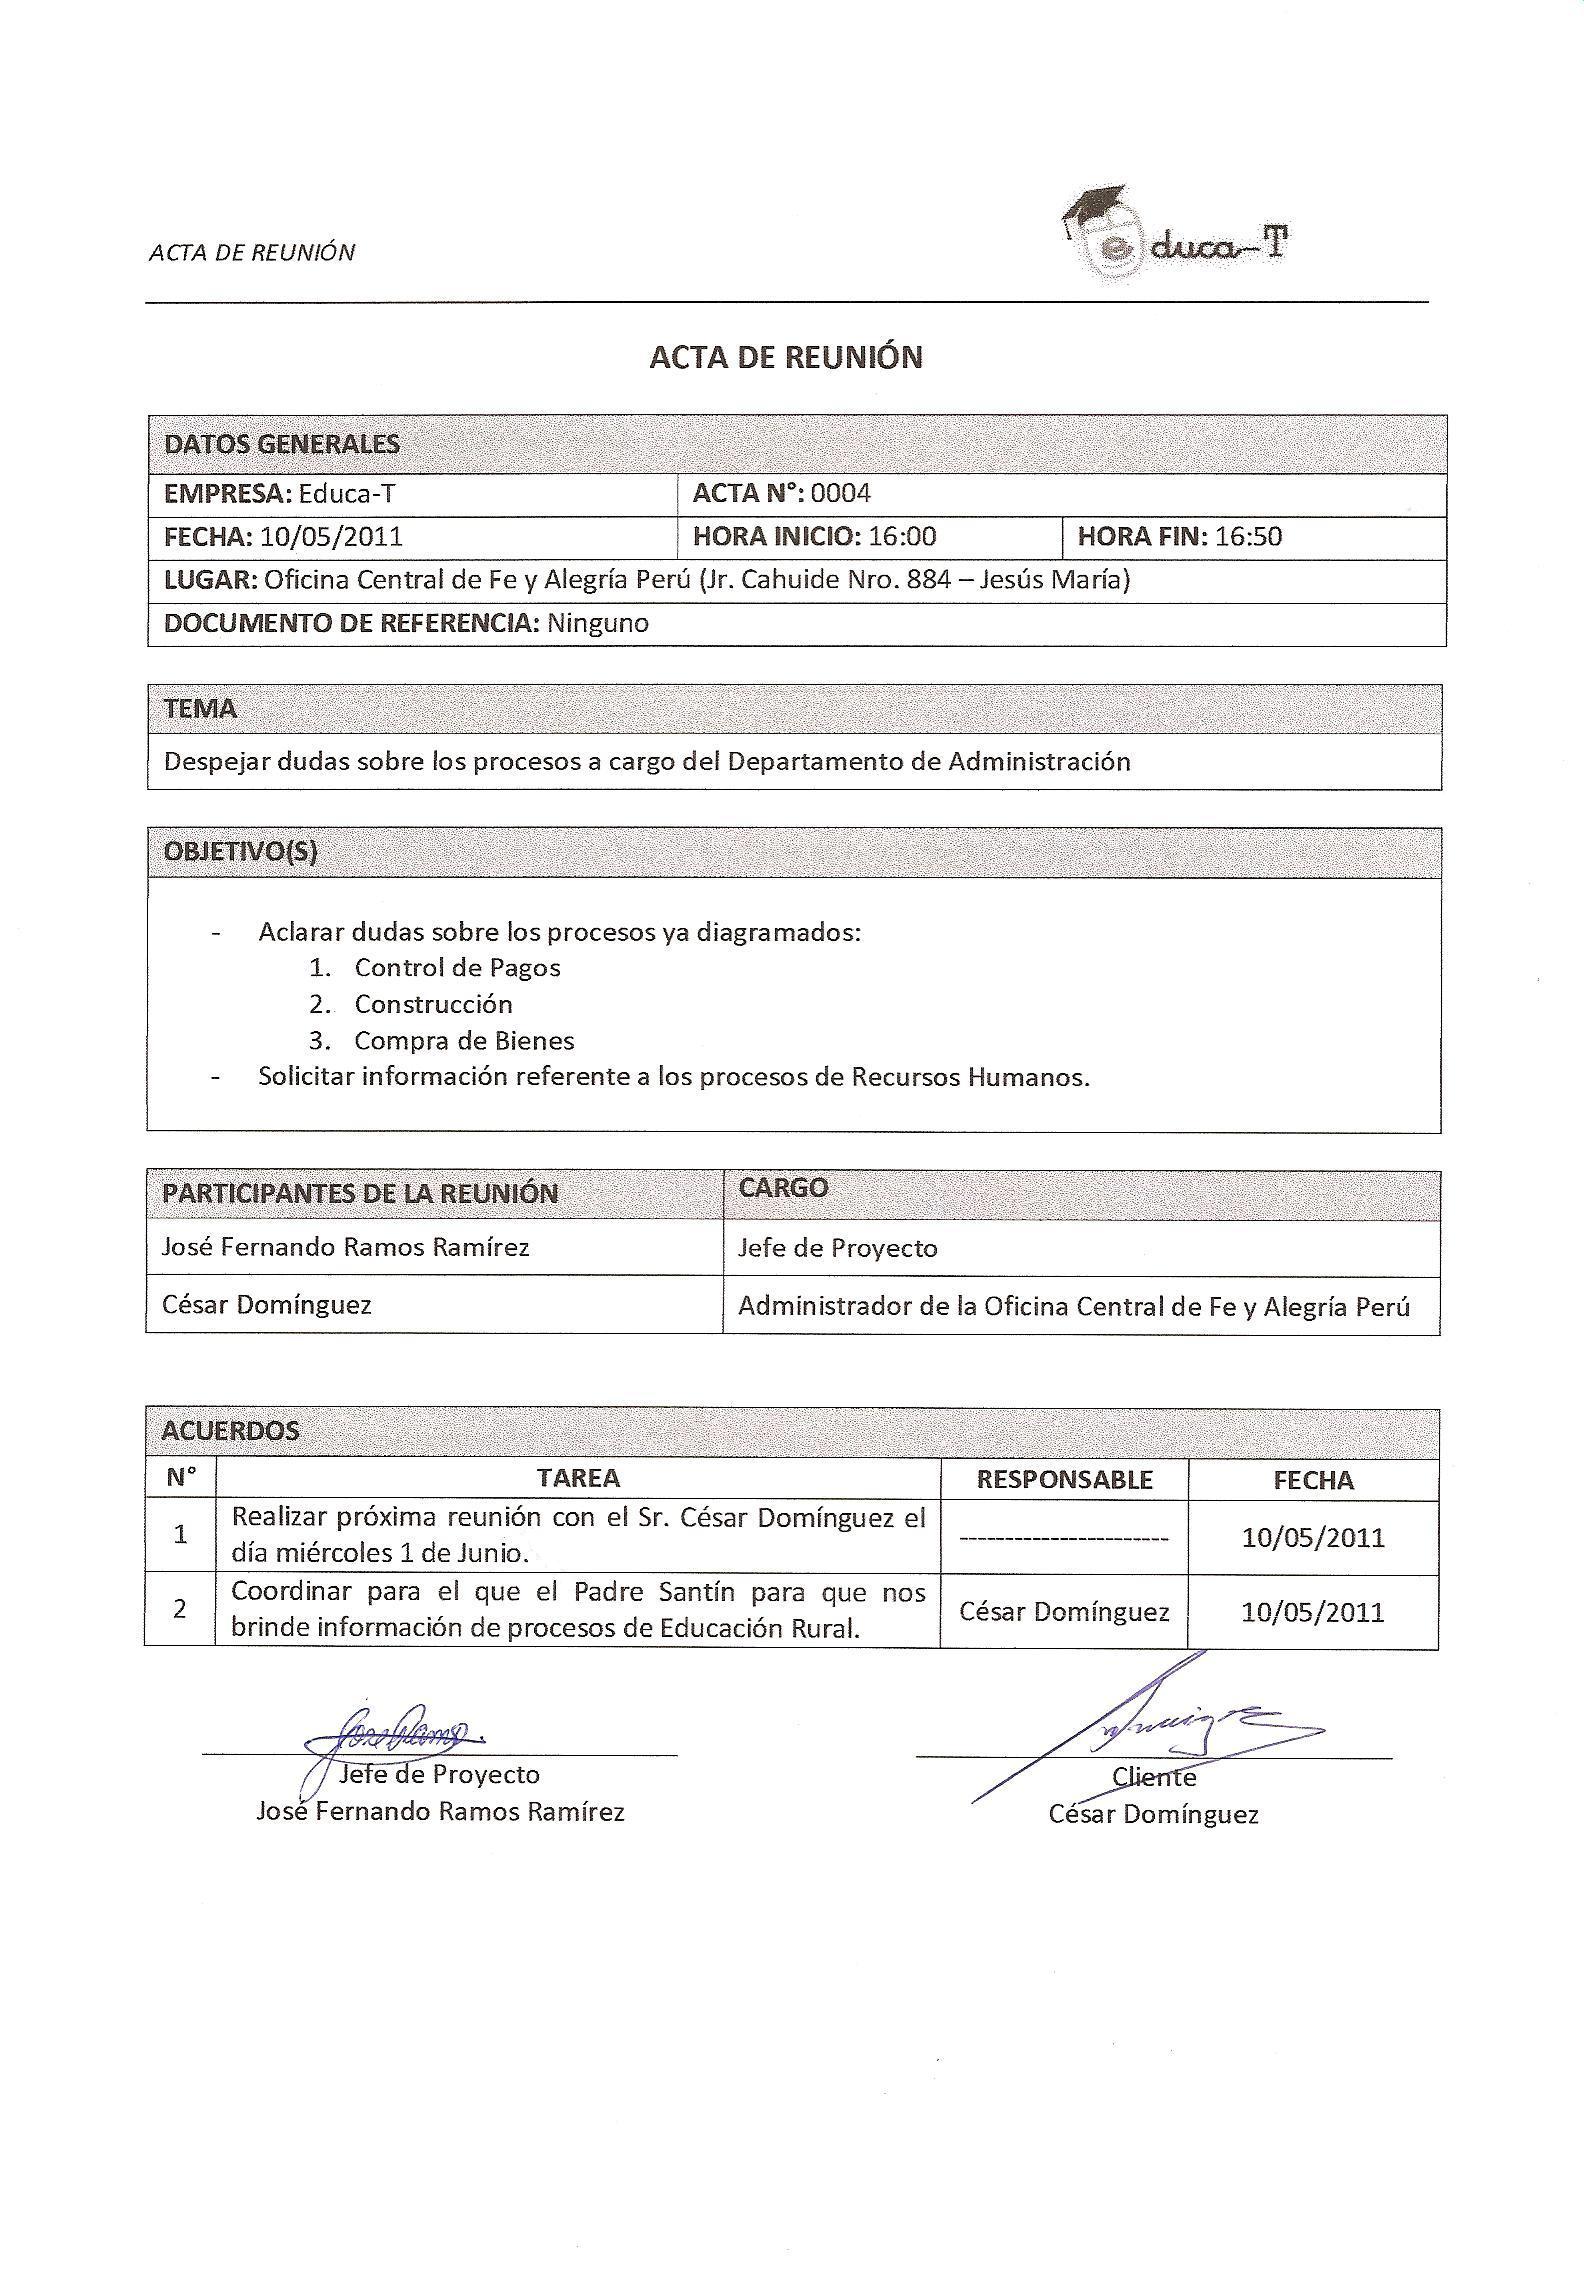 ACTA DE REUNIÓN
educa-T
ACTA DE REUNIÓN
DATOS GENERALES
EMPRESA: Educa-T ACTA N°: 0004
FECHA: 10/05/2011 HORA INICIO: 16:00 HORA FIN: 16:50
LUGAR: Oficina Central de Fe y Alegría Perú (Jr. Cahuide Nro. 884 – Jesús María)
DOCUMENTO DE REFERENCIA: Ninguno
TEMA
Despejar dudas sobre los procesos a cargo del Departamento de Administración
OBJETIVO(S)
- Aclarar dudas sobre los procesos ya diagramados:
1. Control de Pagos
2. Construcción
3. Compra de Bienes
- Solicitar información referente a los procesos de Recursos Humanos.
PARTICIPANTES DE LA REUNIÓN CARGO
José Fernando Ramos Ramírez Jefe de Proyecto
César Domínguez Administrador de la Oficina Central de Fe y Alegría Perú
ACUERDOS
N° TAREA RESPONSABLE FECHA
1 Realizar próxima reunión con el Sr. César Domínguez el día miércoles 1 de Junio. ---------------------- 10/05/2011
2 Coordinar para el que el Padre Santín para que nos brinde información de procesos de Educación Rural. César Domínguez 10/05/2011
Jose Ramos
Jefe de Proyecto
José Fernando Ramos Ramírez
Cliente
César Domínguez